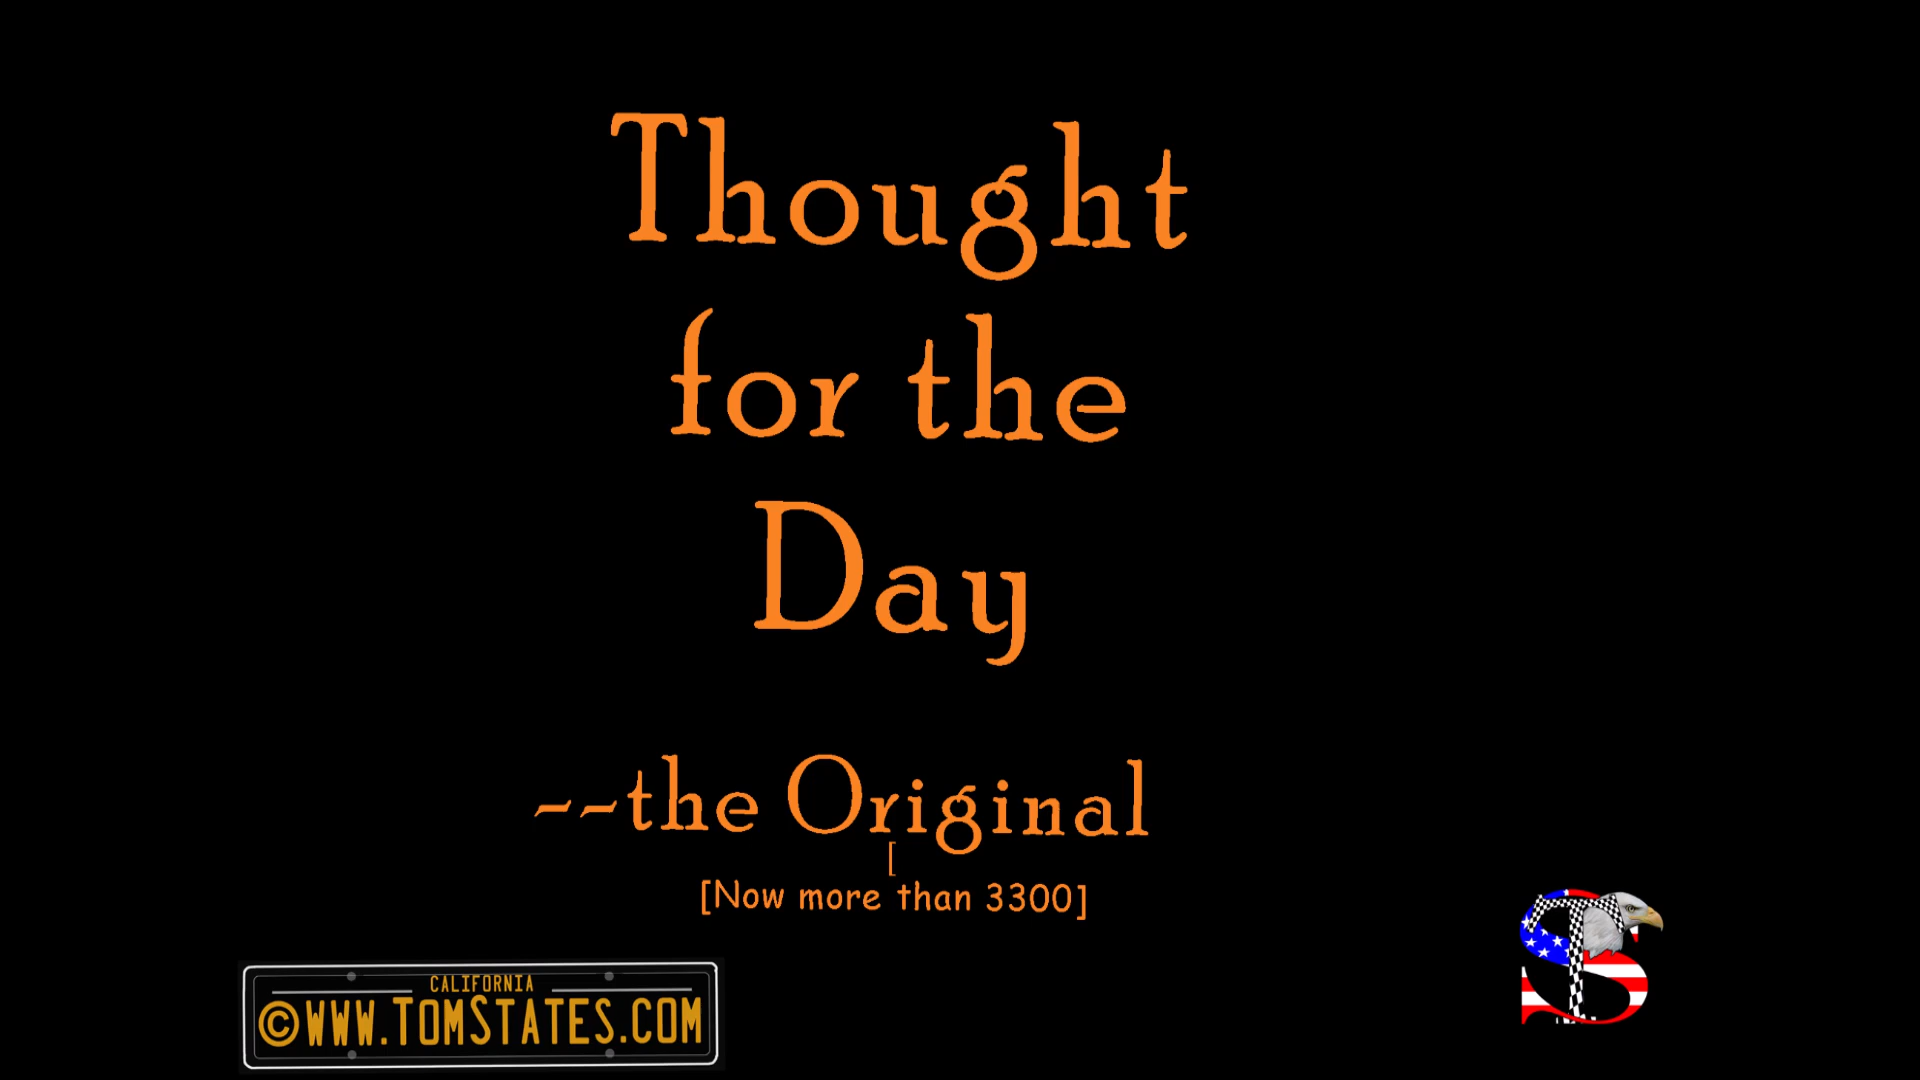 Thought
for the
Day
--the Original
[
[Now more than 3300]
CALIFORNIA
©WWW.TOMSTATES.COM